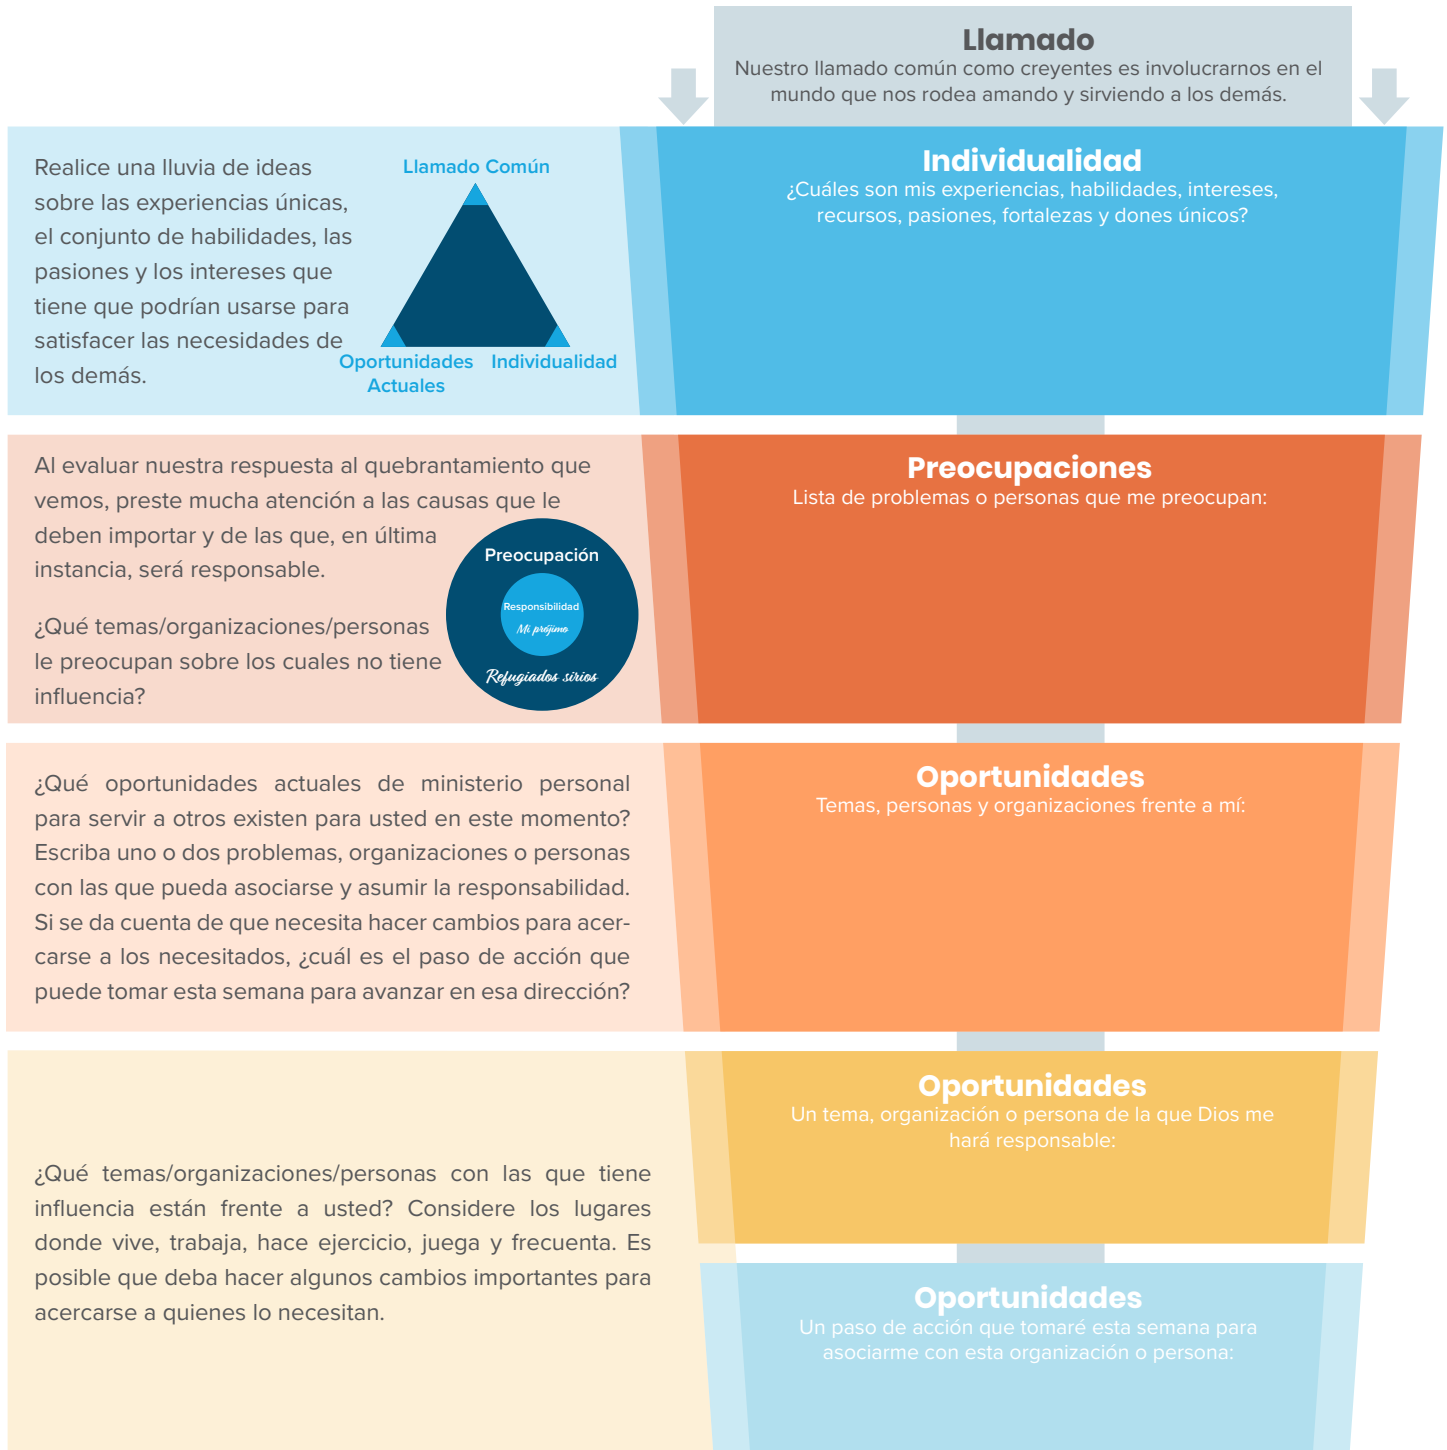 Llamado
Nuestro llamado común como creyentes es involucrarnos en el
mundo que nos rodea amando y sirviendo a los demás.
Realice una lluvia de ideas
sobre las experiencias únicas,
el conjunto de habilidades, las
pasiones y los intereses que
tiene que podrían usarse para
satisfacer las necesidades de
los demás.
Llamado Común
Oportunidades
Actuales
Individualidad
Individualidad
¿Cuáles son mis experiencias, habilidades, intereses,
recursos, pasiones, fortalezas y dones únicos?
Al evaluar nuestra respuesta al quebrantamiento que
vemos, preste mucha atención a las causas que le
deben importar y de las que, en última
instancia, será responsable.
¿Qué temas/organizaciones/personas
le preocupan sobre los cuales no tiene
influencia?
Preocupación
Responsibilidad
Mi projimo
Refugiados sirios
Preocupaciones
Lista de problemas o personas que me preocupan:
¿Qué oportunidades actuales de ministerio personal
para servir a otros existen para usted en este momento?
Escriba uno o dos problemas, organizaciones o personas
con las que pueda asociarse y asumir la responsabilidad.
Si se da cuenta de que necesita hacer cambios para acer-
carse a los necesitados, ¿cuál es el paso de acción que
puede tomar esta semana para avanzar en esa dirección?
Oportunidades
Temas, personas y organizaciones frente a mí:
¿Qué temas/organizaciones/personas con las que tiene
influencia están frente a usted? Considere los lugares
donde vive, trabaja, hace ejercicio, juega y frecuenta. Es
posible que deba hacer algunos cambios importantes para
acercarse a quienes lo necesitan.
Oportunidades
Un tema, organización o persona de la que Dios me
hará responsable:
Oportunidades
Un paso de acción que tomaré esta semana para
asociarme con esta organización o persona: